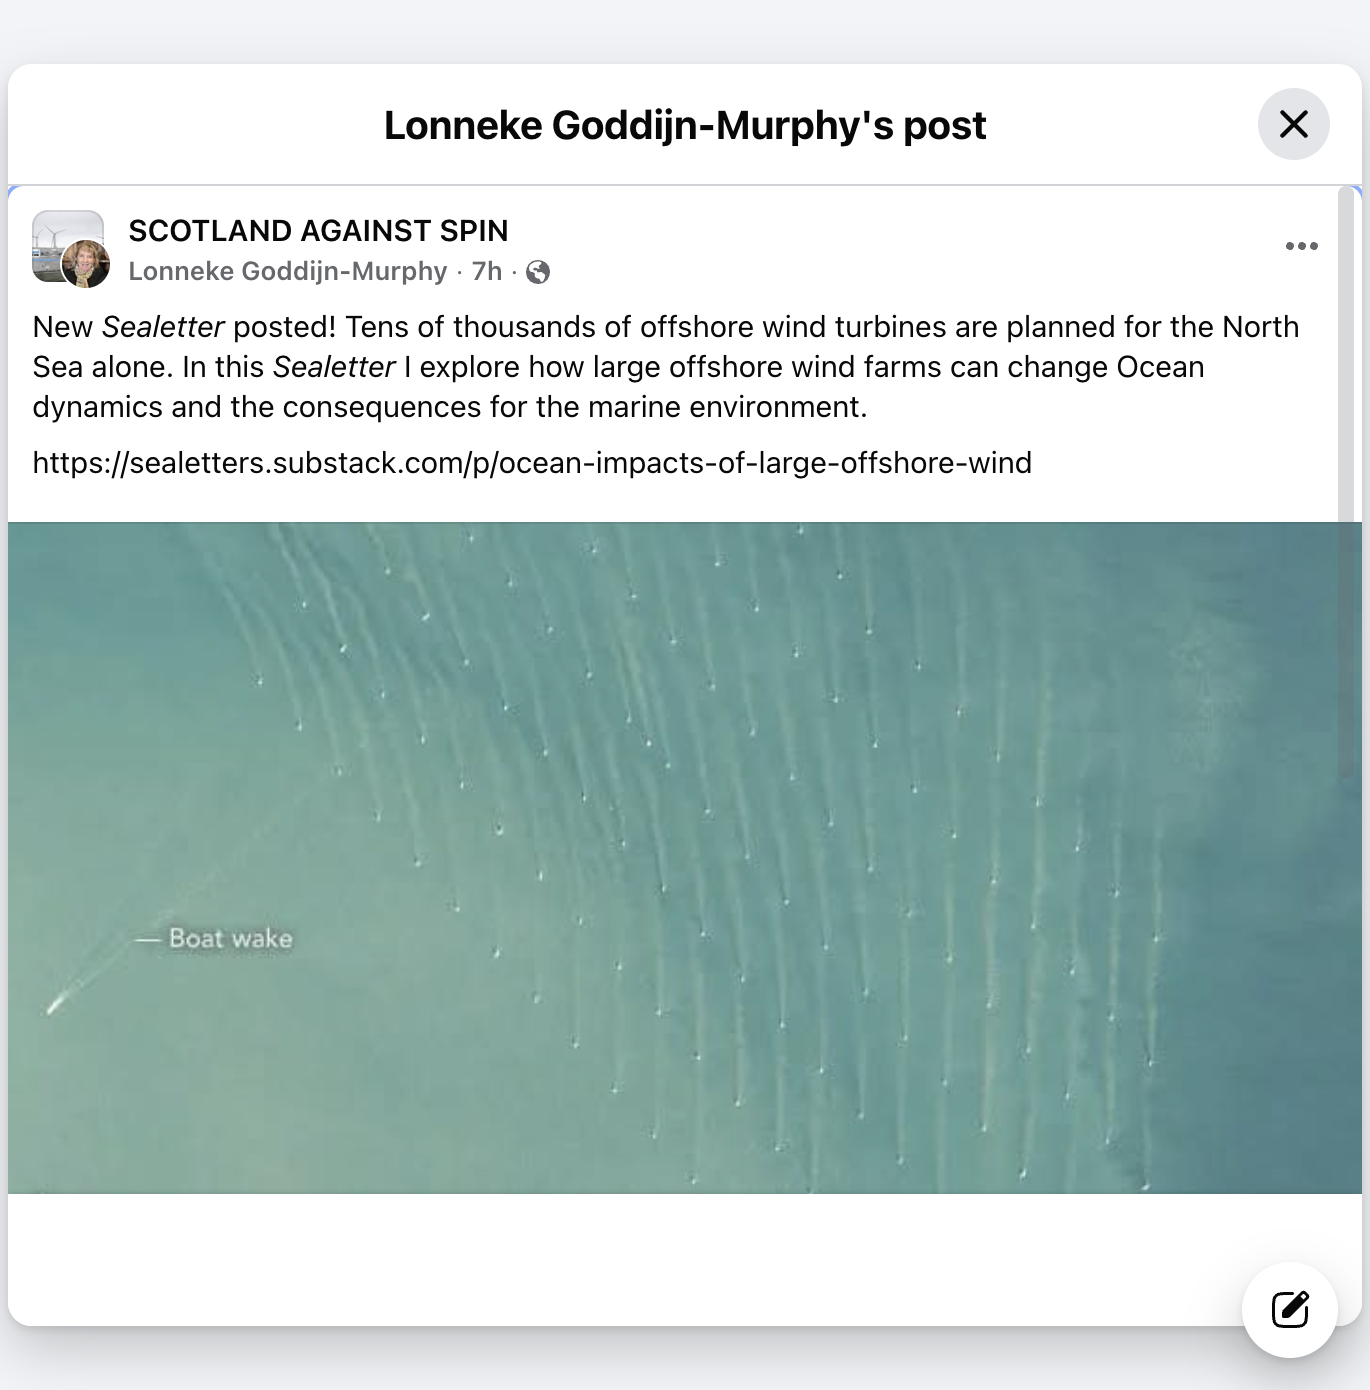 Lonneke Goddijn-Murphy's post
SCOTLAND AGAINST SPIN
Lonneke Goddijn-Murphy · 7h ·
New Sealetter posted! Tens of thousands of offshore wind turbines are planned for the North
Sea alone. In this Sealetter I explore how large offshore wind farms can change Ocean
dynamics and the consequences for the marine environment.
https://sealetters.substack.com/p/ocean-impacts-of-large-offshore-wind
Boat wake